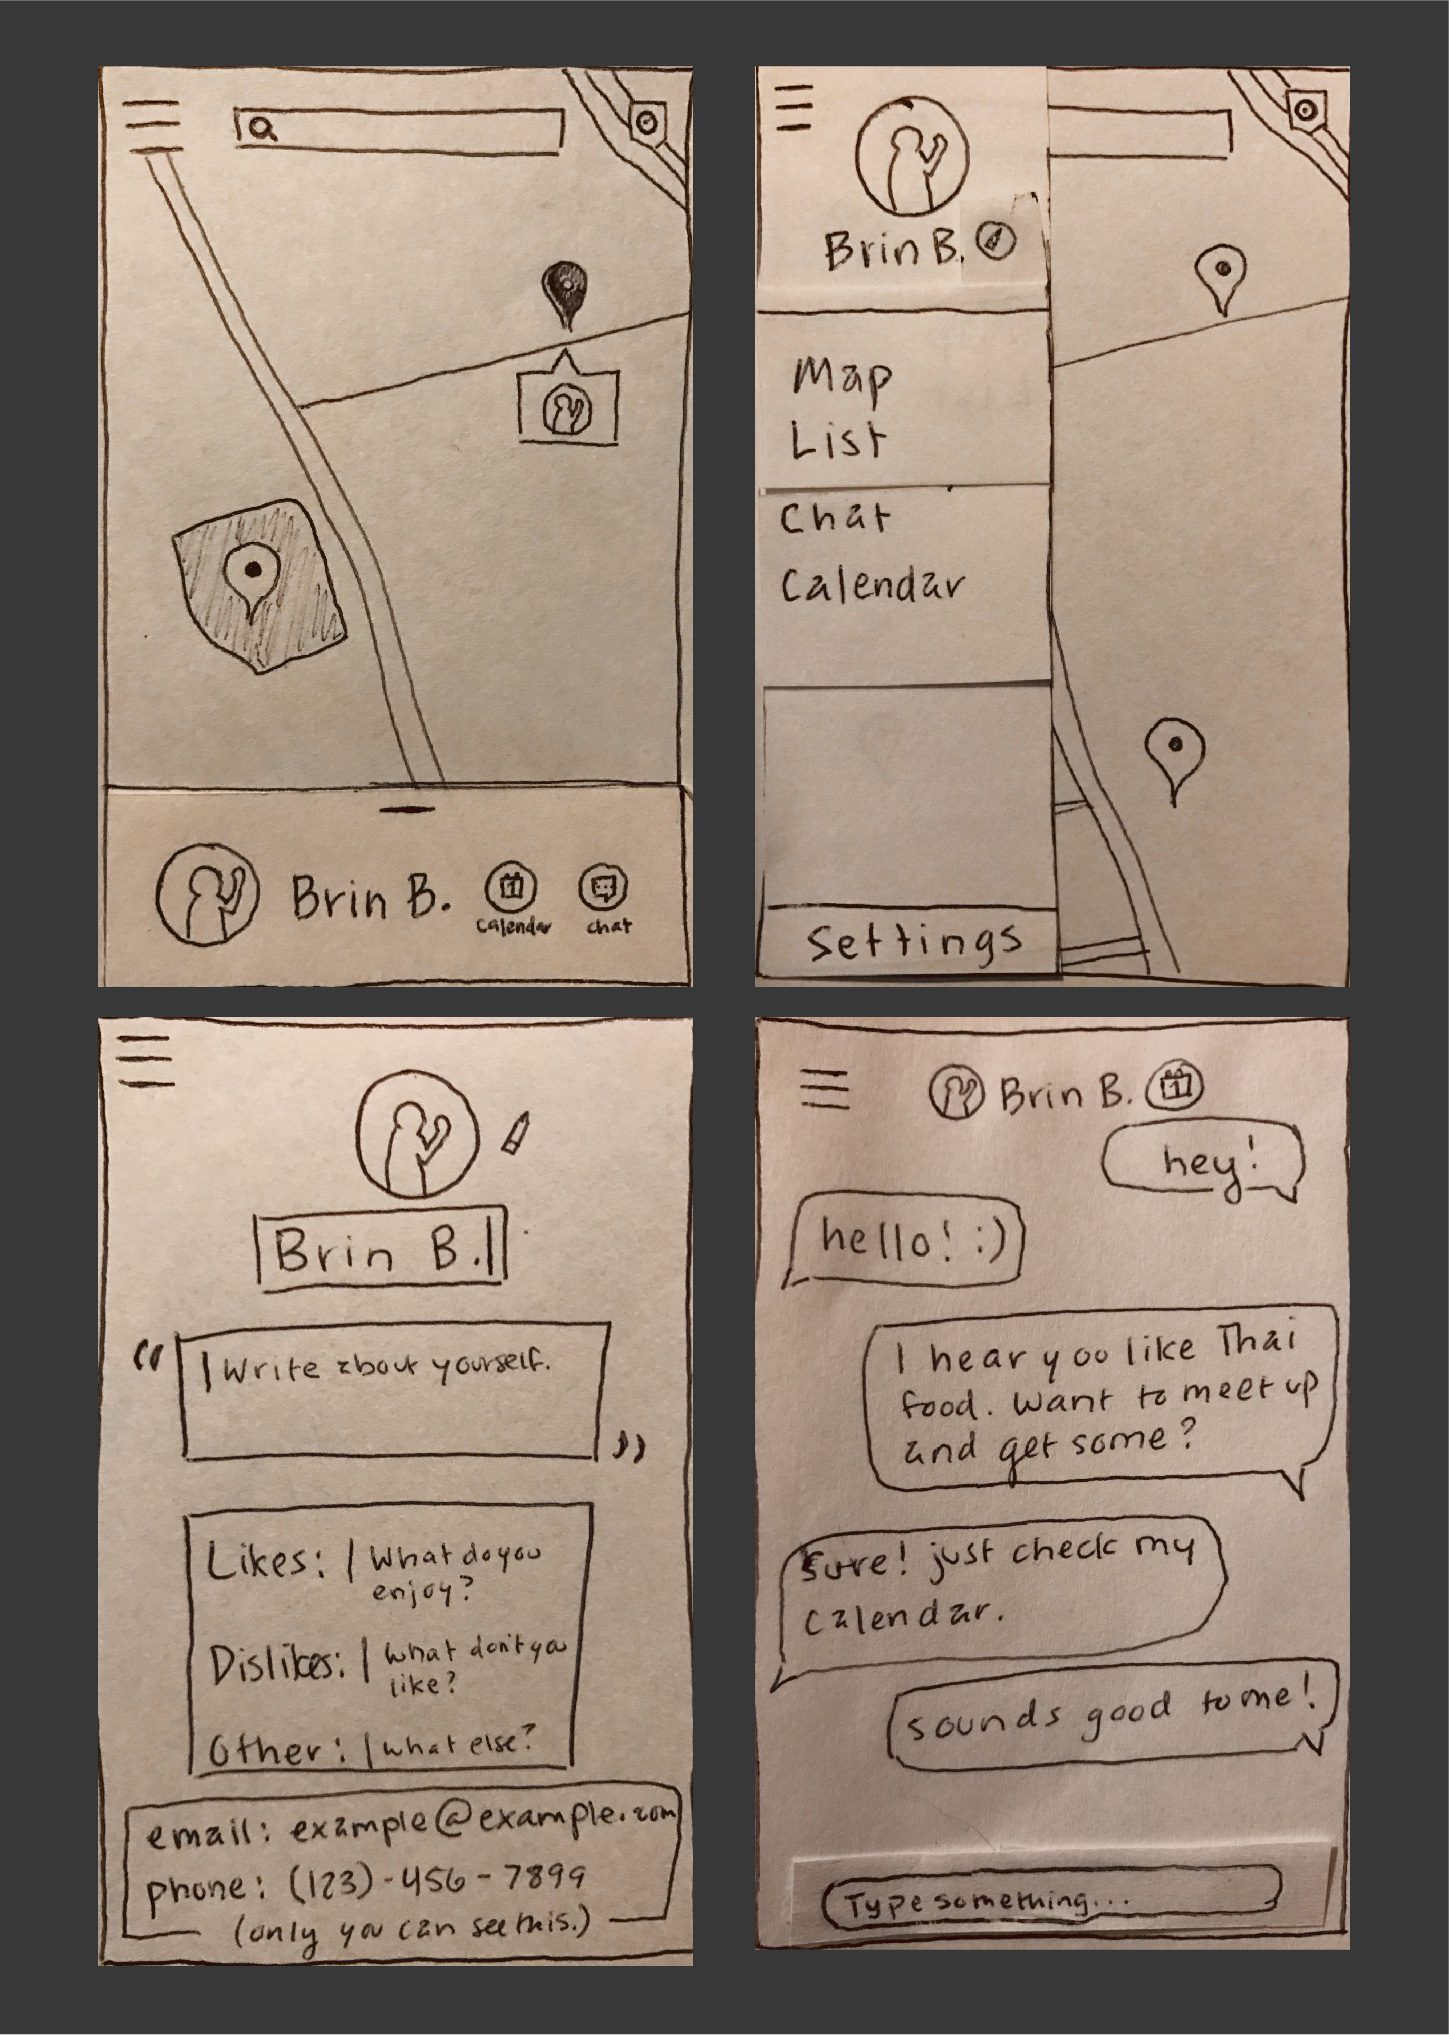 Brin B.
calendar
chat
Brin B.
Map
List
Chat
Calendar
Settings
Brin B.
“
Write about yourself.
”
Likes: What do you
enjoy?
Dislikes: what don't you
like?
Other: what else?
email: example@example.com
phone: (123)-456-7899
(only you can see this.)
Brin B. 1
hey!
hello! :)
I hear you like Thai
food. Want to meet up
and get some?
Sure! just check my
calendar.
sounds good to me!
Type something...